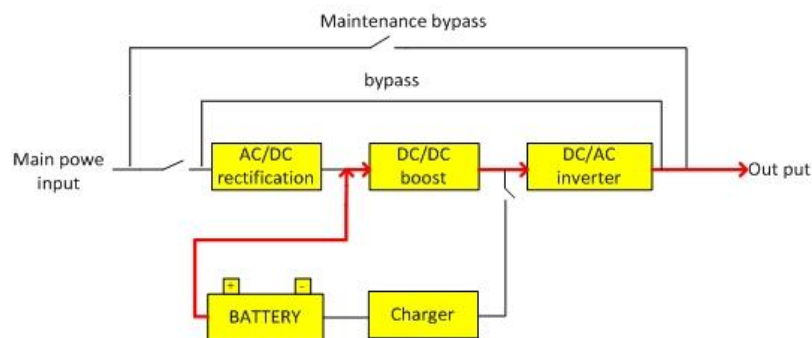 Maintenance bypass
bypass
Main powe
input
AC/DC
rectification
DC/DC
boost
DC/AC
inverter
Out put
+
-
BATTERY
Charger